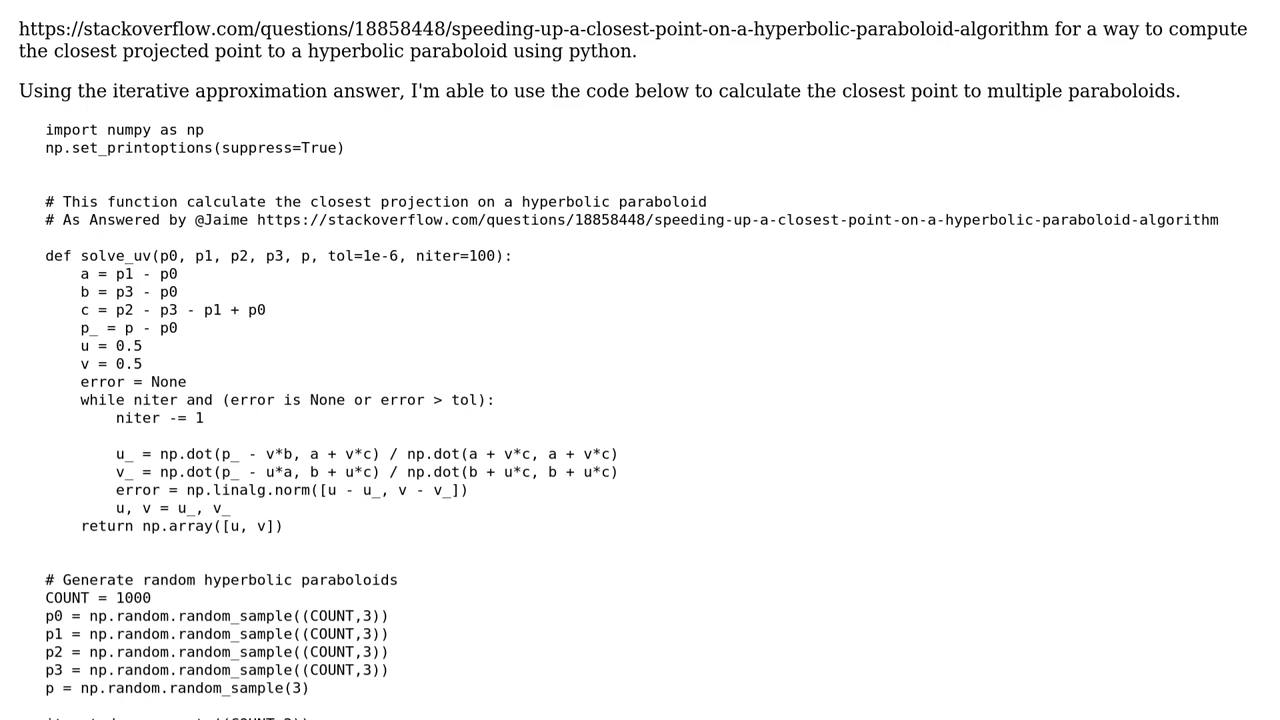 https://stackoverflow.com/questions/18858448/speeding-up-a-closest-point-on-a-hyperbolic-paraboloid-algorithm for a way to compute
the closest projected point to a hyperbolic paraboloid using python.
Using the iterative approximation answer, I'm able to use the code below to calculate the closest point to multiple paraboloids.
import numpy as np
np.set_printoptions(suppress=True)
# This function calculate the closest projection on a hyperbolic paraboloid
# As Answered by @Jaime https://stackoverflow.com/questions/18858448/speeding-up-a-closest-point-on-a-hyperbolic-paraboloid-algorithm
def solve_uv(p0, p1, p2, p3, p, tol=1e-6, niter=100):
    a = p1 - p0
    b = p3 - p0
    c = p2 - p3 - p1 + p0
    p_ = p - p0
    u = 0.5
    v = 0.5
    error = None
    while niter and (error is None or error > tol):
        niter -= 1
        u_ = np.dot(p_ - v*b, a + v*c) / np.dot(a + v*c, a + v*c)
        v_ = np.dot(p_ - u*a, b + u*c) / np.dot(b + u*c, b + u*c)
        error = np.linalg.norm([u - u_, v - v_])
        u, v = u_, v_
    return np.array([u, v])
# Generate random hyperbolic paraboloids
COUNT = 1000
p0 = np.random.random_sample((COUNT,3))
p1 = np.random.random_sample((COUNT,3))
p2 = np.random.random_sample((COUNT,3))
p3 = np.random.random_sample((COUNT,3))
p = np.random.random_sample(3)